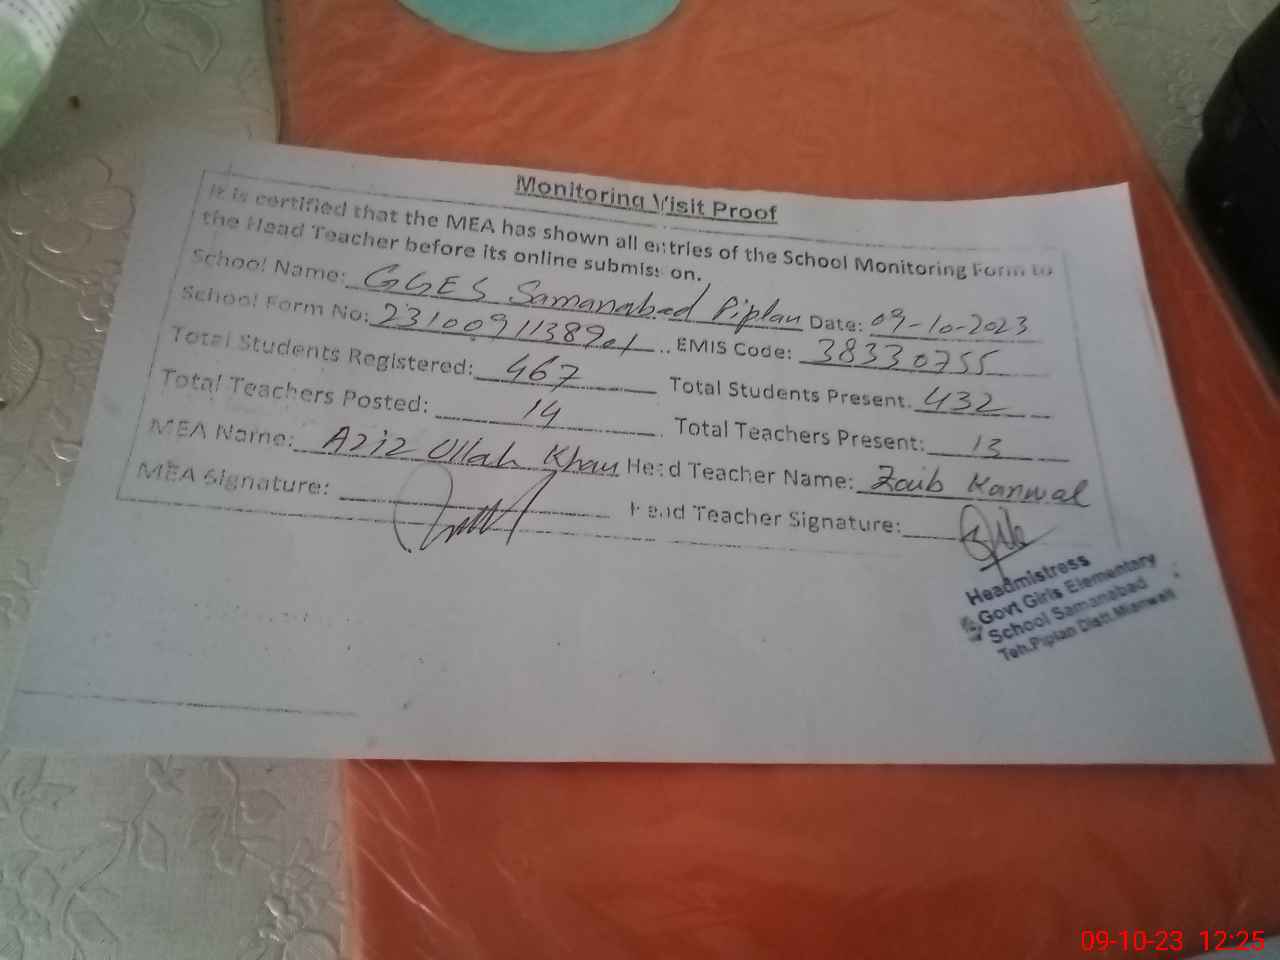 Monitoring Visit Proof
It is certified that the MEA has shown all entries of the School Monitoring Form to
the Head Teacher before its online submission.
School Name: GGES Samanabad Piplan Date: 09-10-2023
School Form No: 2310091138901 EMIS Code: 38330755
Total Students Registered: 467 Total Students Present. 432
Total Teachers Posted: 14 Total Teachers Present: 13
MEA Name: Aziz Ullah Khan Head Teacher Name: Zaib Kanwal
MEA Signature: Head Teacher Signature:
Headmistress
Govt Girls Elementary
School Samanabad
Teh.Piplan Distt.Mianwali
09-10-23 12:25